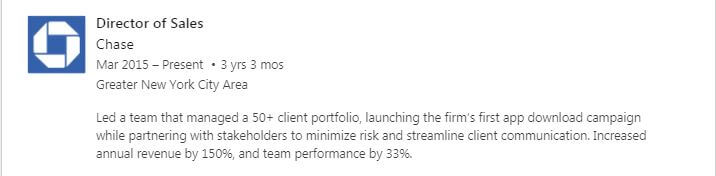 Director of Sales
Chase
Mar 2015 – Present • 3 yrs 3 mos
Greater New York City Area
Led a team that managed a 50+ client portfolio, launching the firm's first app download campaign
while partnering with stakeholders to minimize risk and streamline client communication. Increased
annual revenue by 150%, and team performance by 33%.